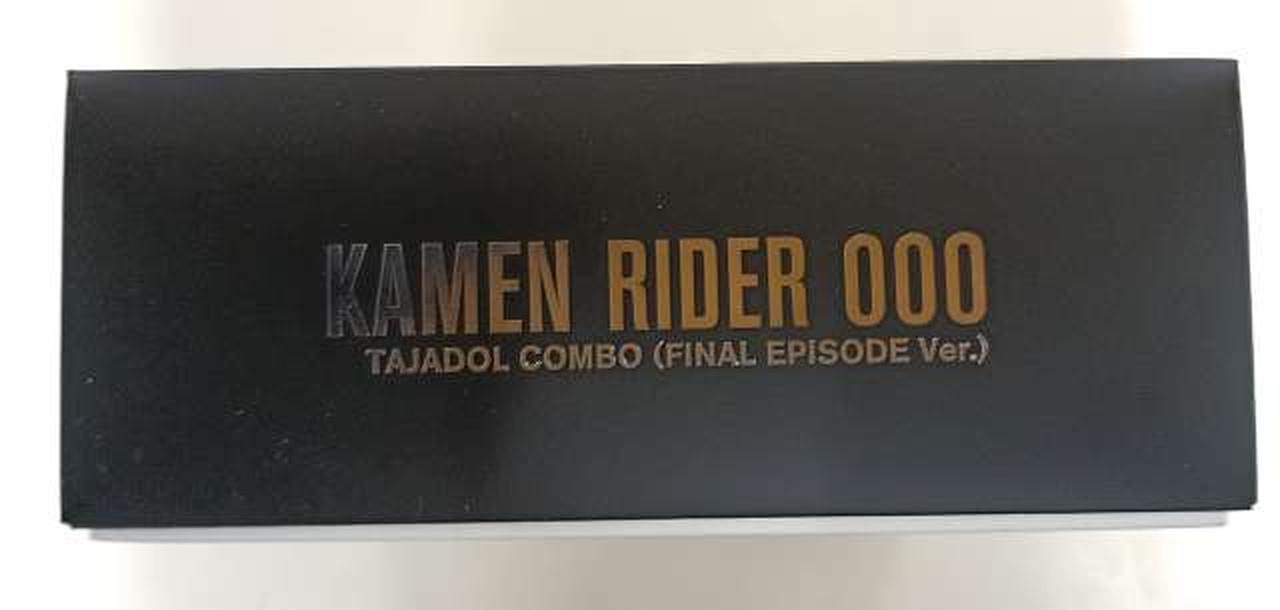 KAMEN RIDER OOO
TAJADOL COMBO (FINAL EPiSODE Ver.)